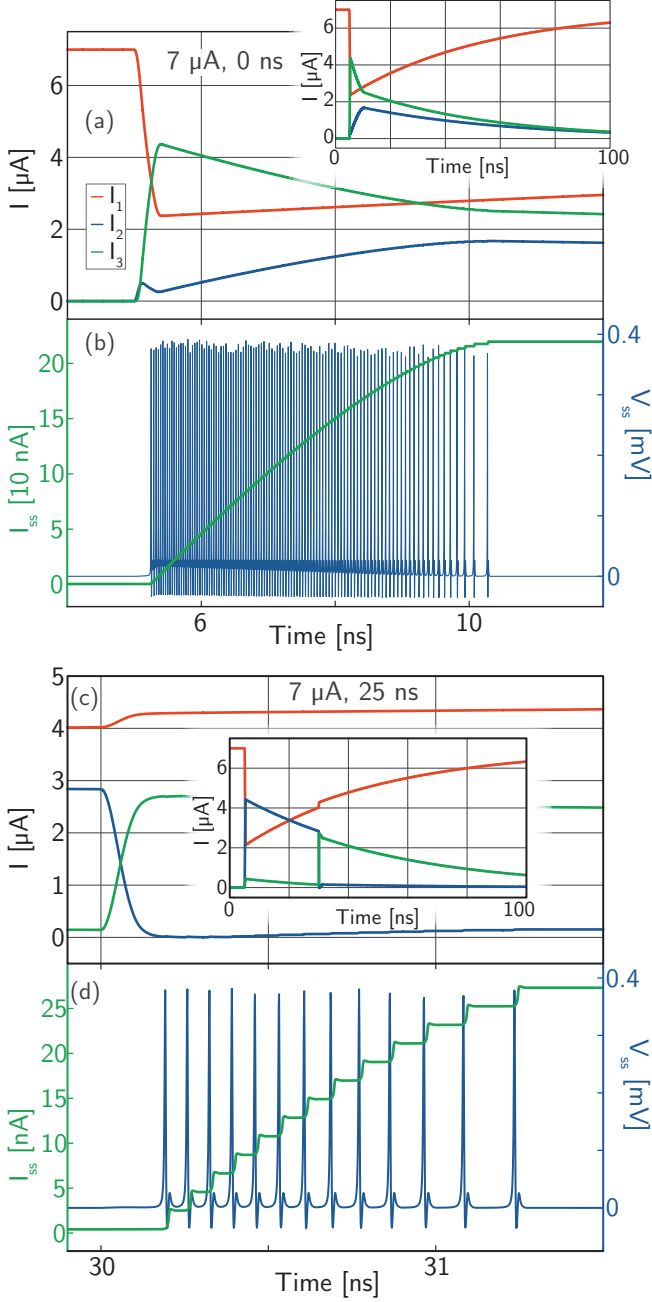 7 µA, 0 ns
(a)
I [µA]
6
4
2
0
I₁
I₂
I₃
I [µA]
8
6
4
2
0
0
100
Time [ns]
(b)
I_ss [10 nA]
20
15
10
5
0
0.4
0
V_ss [mV]
6
10
Time [ns]
(c)
7 µA, 25 ns
I [µA]
5
4
3
2
1
0
I [µA]
8
4
0
0
100
Time [ns]
(d)
I_ss [nA]
25
20
15
10
5
0
0.4
0
V_ss [mV]
30
31
Time [ns]